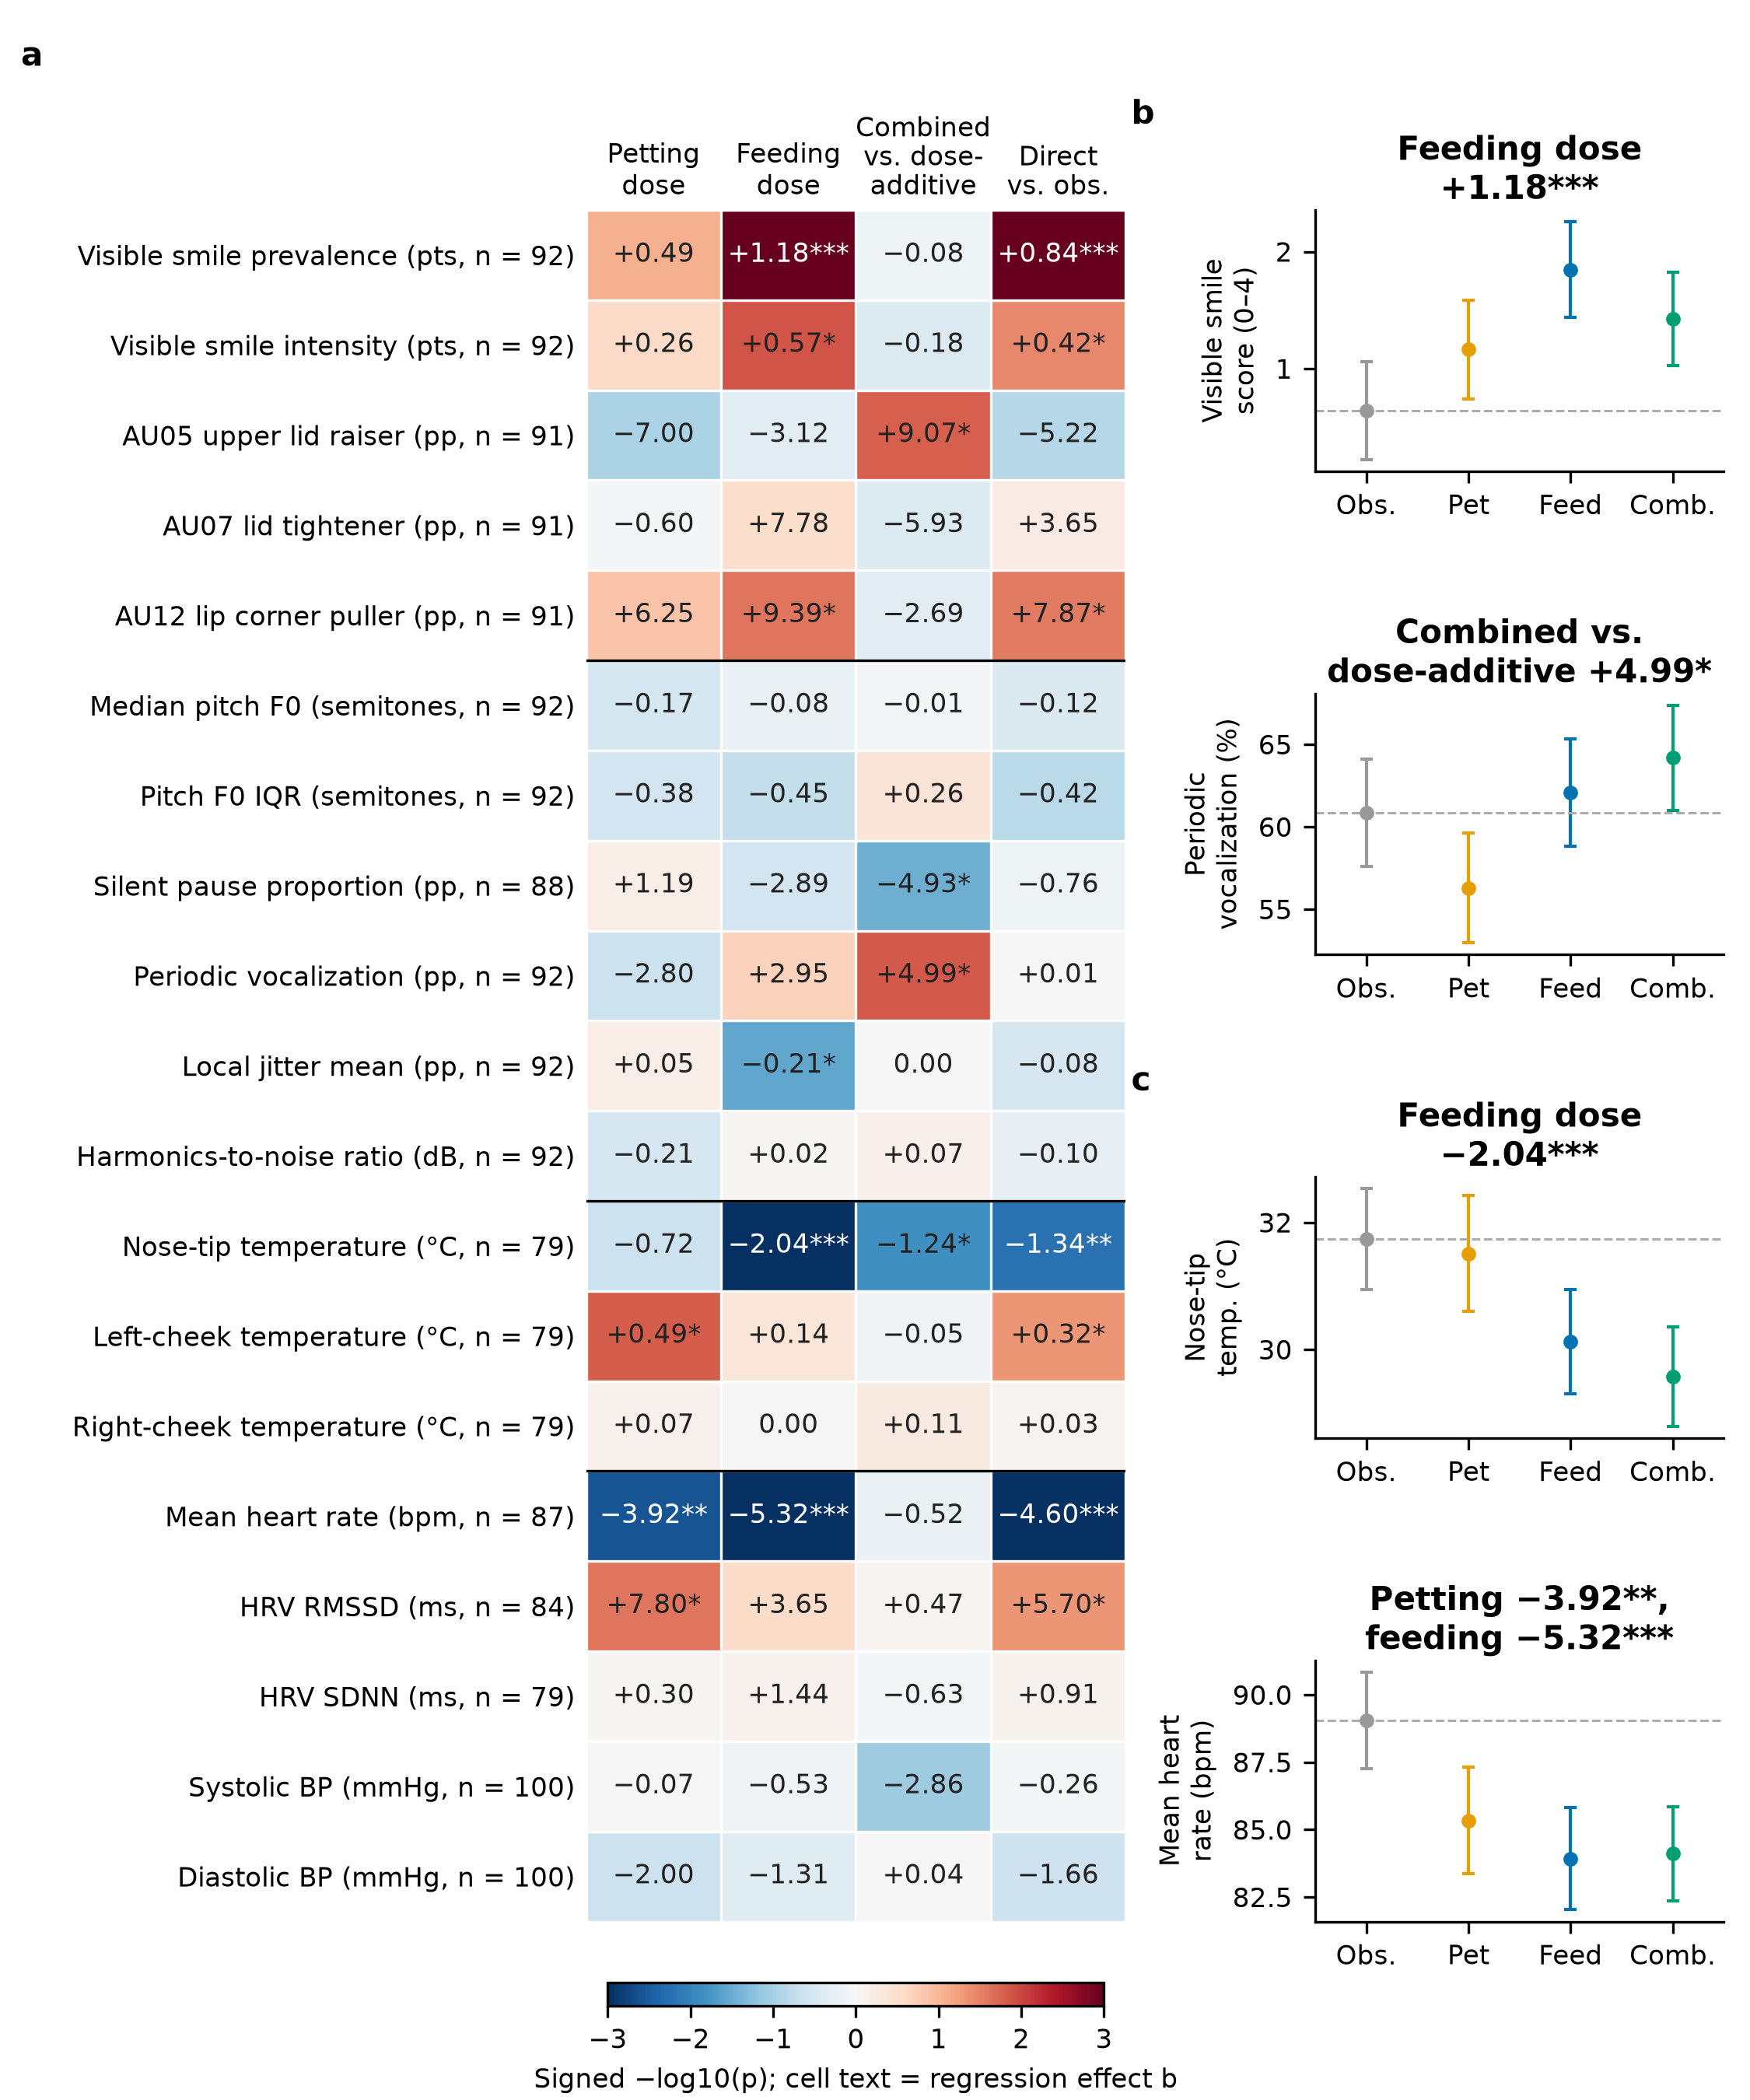 a
Petting
dose
Feeding
dose
Combined
vs. dose-
additive
Direct
vs. obs.
Visible smile prevalence (pts, n = 92) +0.49 +1.18*** −0.08 +0.84***
Visible smile intensity (pts, n = 92) +0.26 +0.57* −0.18 +0.42*
AU05 upper lid raiser (pp, n = 91) −7.00 −3.12 +9.07* −5.22
AU07 lid tightener (pp, n = 91) −0.60 +7.78 −5.93 +3.65
AU12 lip corner puller (pp, n = 91) +6.25 +9.39* −2.69 +7.87*
Median pitch F0 (semitones, n = 92) −0.17 −0.08 −0.01 −0.12
Pitch F0 IQR (semitones, n = 92) −0.38 −0.45 +0.26 −0.42
Silent pause proportion (pp, n = 88) +1.19 −2.89 −4.93* −0.76
Periodic vocalization (pp, n = 92) −2.80 +2.95 +4.99* +0.01
Local jitter mean (pp, n = 92) +0.05 −0.21* 0.00 −0.08
Harmonics-to-noise ratio (dB, n = 92) −0.21 +0.02 +0.07 −0.10
Nose-tip temperature (°C, n = 79) −0.72 −2.04*** −1.24* −1.34**
Left-cheek temperature (°C, n = 79) +0.49* +0.14 −0.05 +0.32*
Right-cheek temperature (°C, n = 79) +0.07 0.00 +0.11 +0.03
Mean heart rate (bpm, n = 87) −3.92** −5.32*** −0.52 −4.60***
HRV RMSSD (ms, n = 84) +7.80* +3.65 +0.47 +5.70*
HRV SDNN (ms, n = 79) +0.30 +1.44 −0.63 +0.91
Systolic BP (mmHg, n = 100) −0.07 −0.53 −2.86 −0.26
Diastolic BP (mmHg, n = 100) −2.00 −1.31 +0.04 −1.66
−3 −2 −1 0 1 2 3
Signed −log10(p); cell text = regression effect b
b
Feeding dose
+1.18***
Visible smile
score (0–4)
2
1
Obs. Pet Feed Comb.
Combined vs.
dose-additive +4.99*
Periodic
vocalization (%)
65
60
55
Obs. Pet Feed Comb.
c
Feeding dose
−2.04***
Nose-tip
temp. (°C)
32
30
Obs. Pet Feed Comb.
Petting −3.92**,
feeding −5.32***
Mean heart
rate (bpm)
90.0
87.5
85.0
82.5
Obs. Pet Feed Comb.